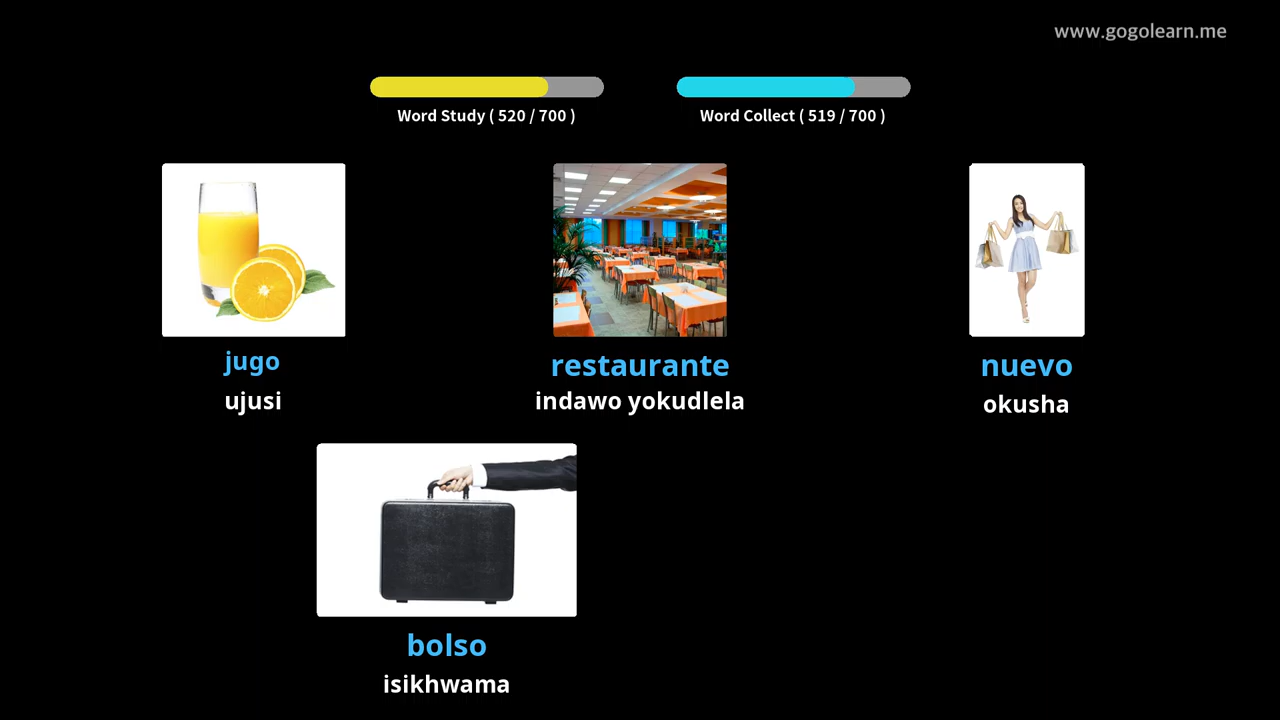 www.gogolearn.me
Word Study ( 520 / 700 )
Word Collect ( 519 / 700 )
jugo
ujusi
restaurante
indawo yokudlela
nuevo
okusha
bolso
isikhwama